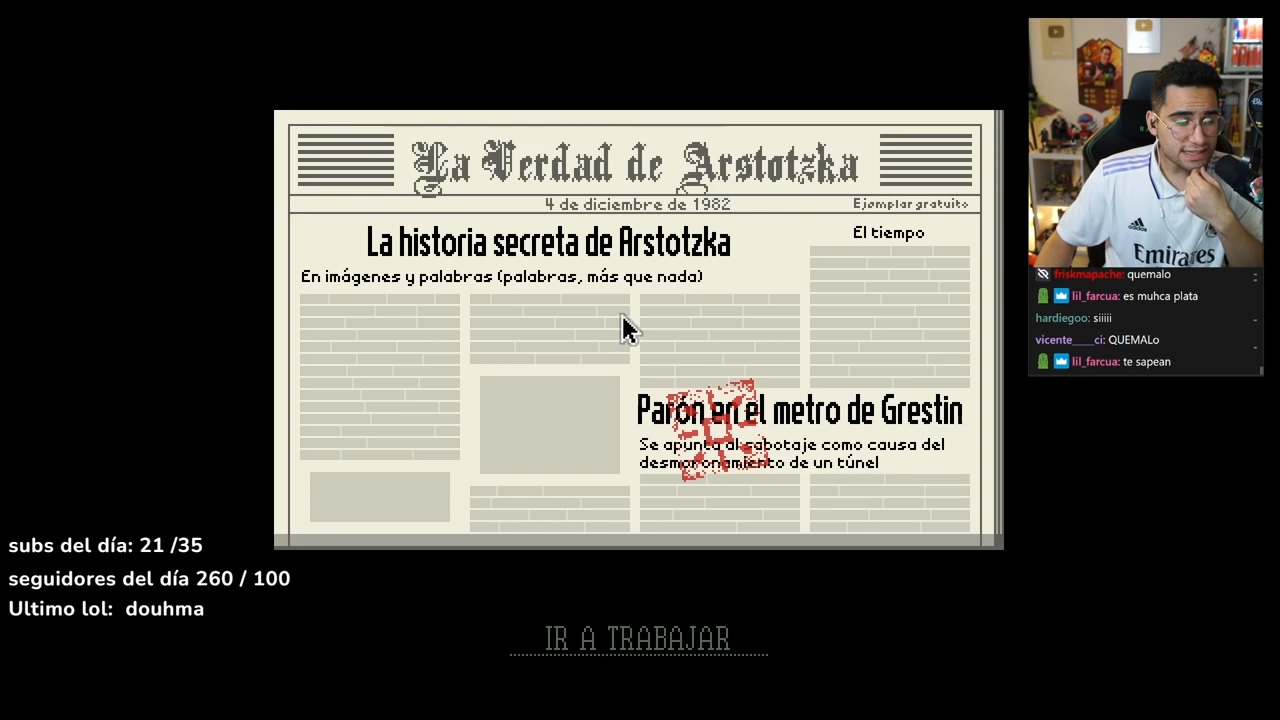 La Verdad de Arstotzka
4 de diciembre de 1982
Ejemplar gratuito
La historia secreta de Arstotzka
En imágenes y palabras (palabras, más que nada)
El tiempo
Parón en el metro de Grestin
Se apunta al sabotaje como causa del
desmoronamiento de un túnel
IR A TRABAJAR
subs del día: 21 /35
seguidores del día 260 / 100
Ultimo lol: douhma
Emirates
adidas
friskmapache: quemalo
lil_farcua: es muhca plata
hardiegoo: siiiii
vicente____ci: QUEMALo
lil_farcua: te sapean